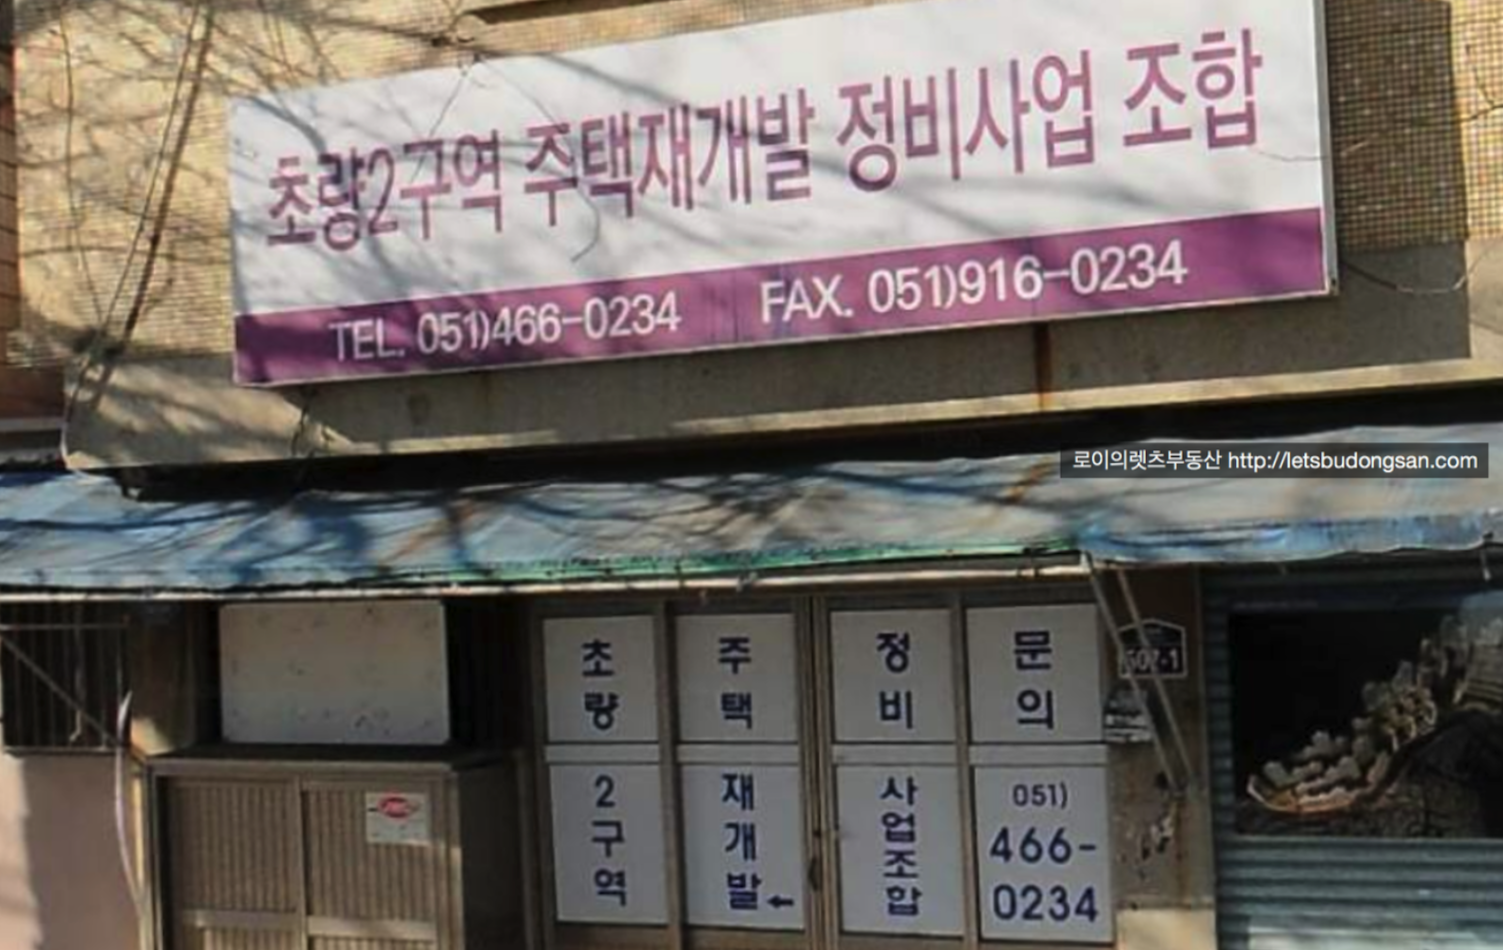 초량2구역 주택재개발 정비사업 조합
TEL. 051)466-0234 FAX. 051)916-0234
로이의렛츠부동산 http://letsbudongsan.com
초량
2구역
주택
재개발←
정비
사업조합
문의
051)
466-
0234
507-1